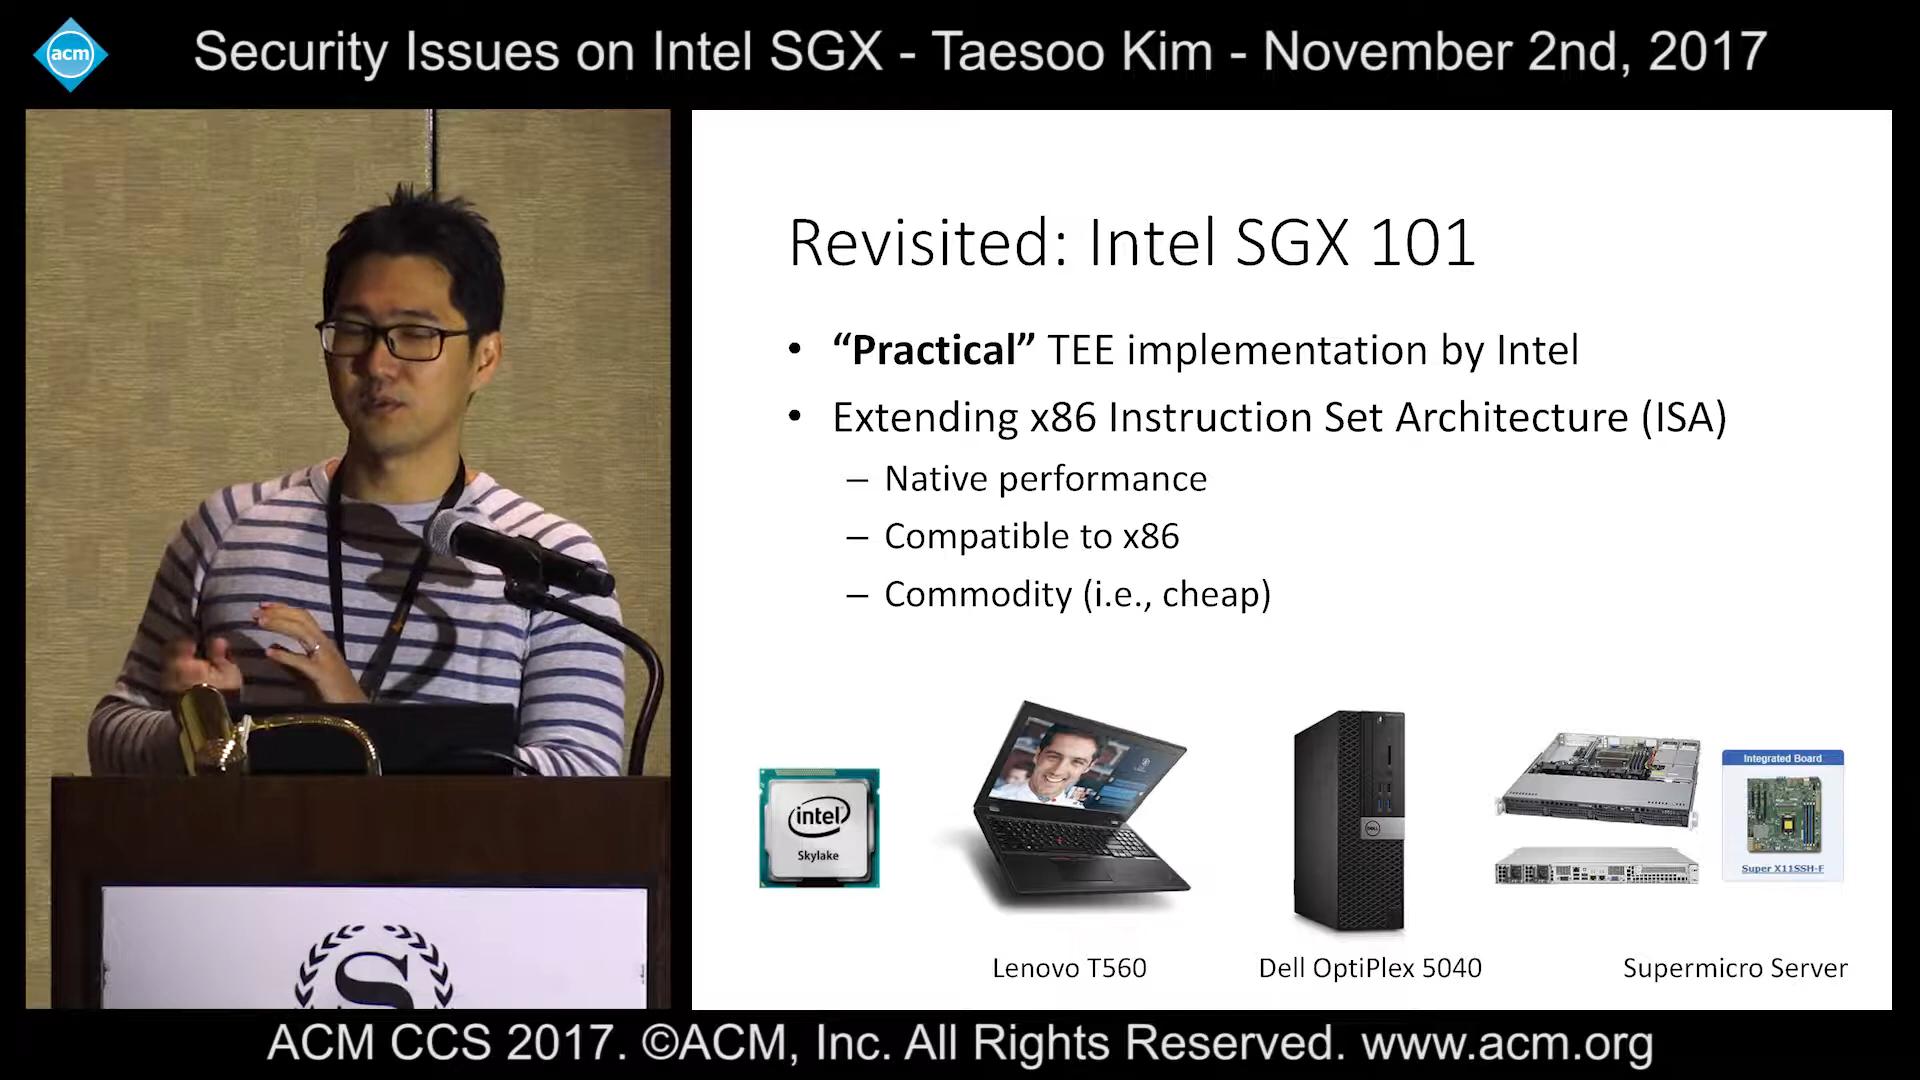 acm
Security Issues on Intel SGX - Taesoo Kim - November 2nd, 2017
Revisited: Intel SGX 101
• “Practical” TEE implementation by Intel
• Extending x86 Instruction Set Architecture (ISA)
– Native performance
– Compatible to x86
– Commodity (i.e., cheap)
intel
Skylake
DELL
Integrated Board
Super X11SSH-F
Lenovo T560
Dell OptiPlex 5040
Supermicro Server
S
ACM CCS 2017. ©ACM, Inc. All Rights Reserved. www.acm.org